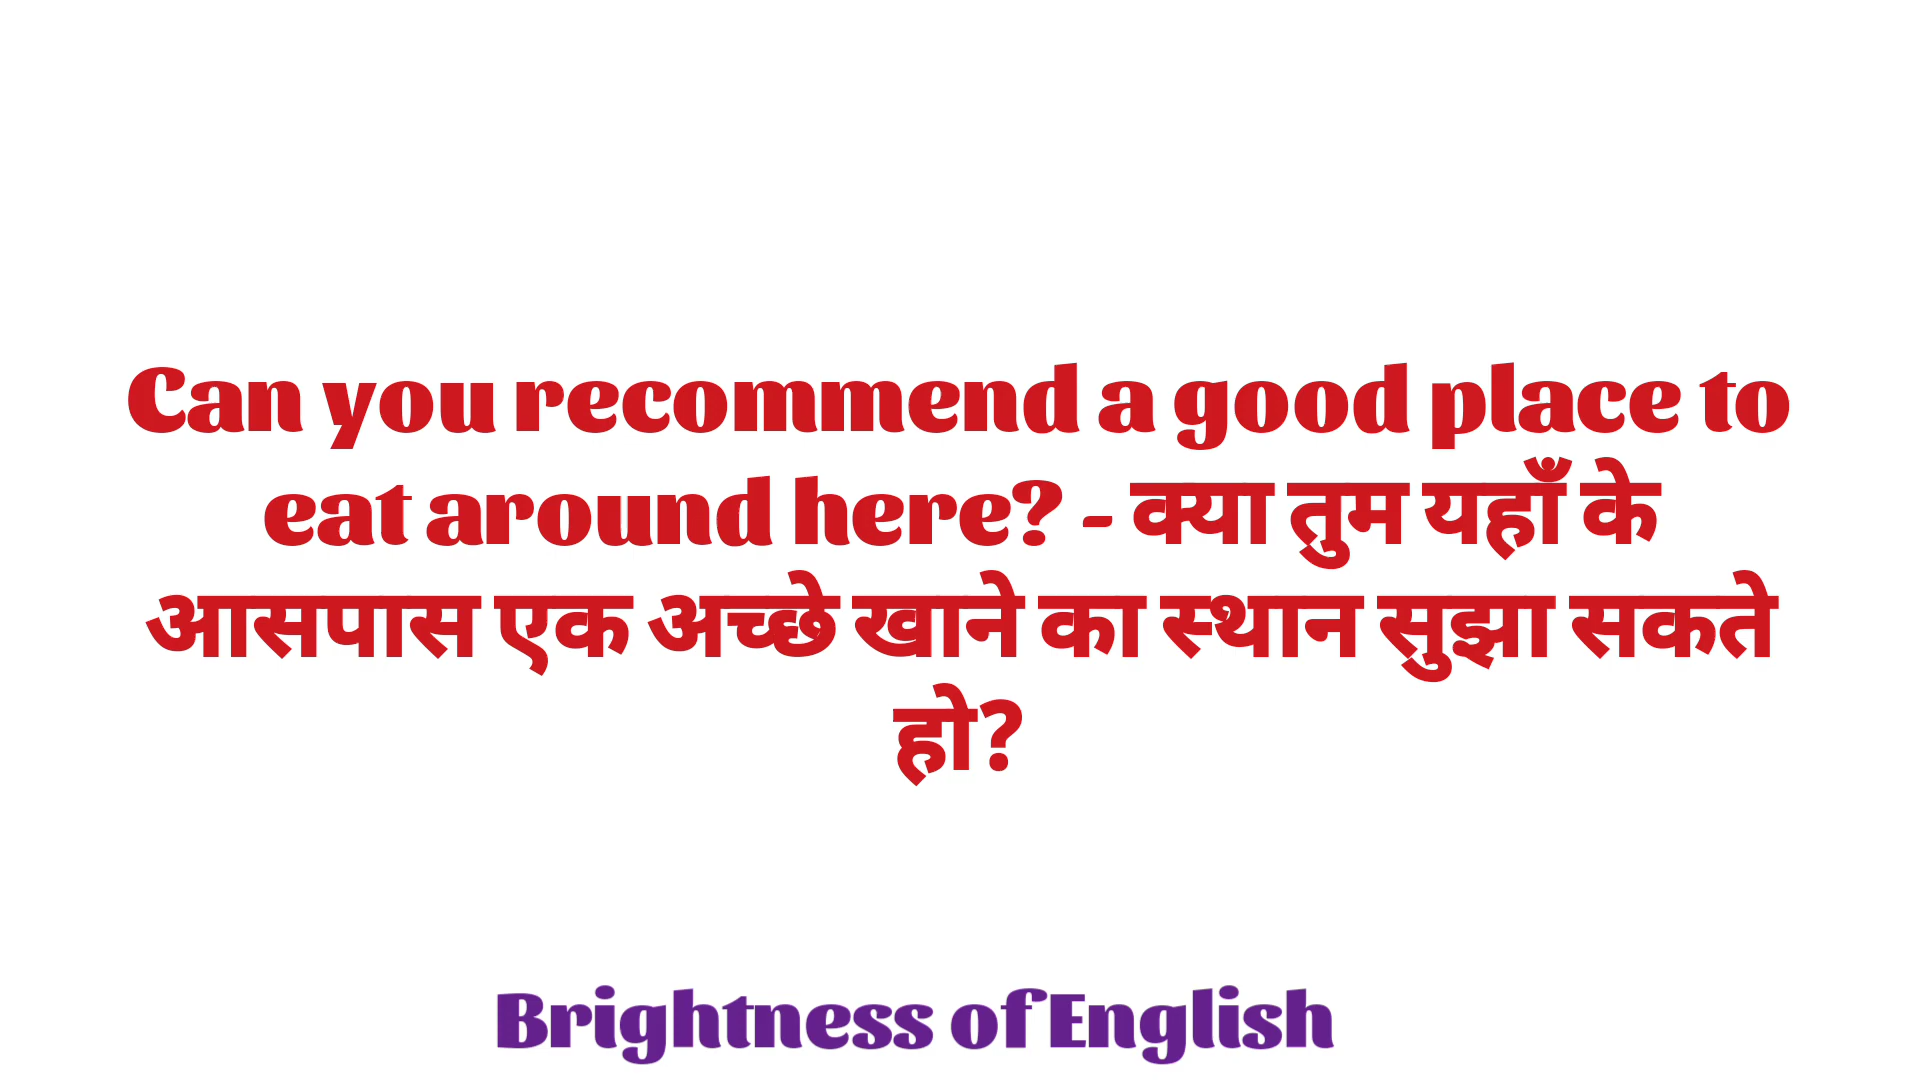 Can you recommend a good place to
eat around here? - क्या तुम यहाँ के
आसपास एक अच्छे खाने का स्थान सुझा सकते
हो?
Brightness of English